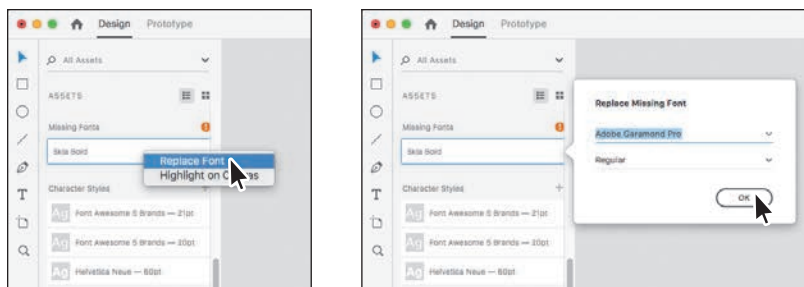 Design Prototype
All Assets
ASSETS
Missing Fonts
Skia Bold
Replace Font
Highlight on
Character Styles
Ag Font Awesome 5 Brands — 21pt
Ag Font Awesome 5 Brands — 20pt
Ag Helvetica Neue — 60pt
Design Prototype
All Assets
ASSETS
Missing Fonts
Skia Bold
Character Styles
Ag Font Awesome 5 Brands — 21pt
Ag Font Awesome 5 Brands — 20pt
Ag Helvetica Neue — 60pt
Replace Missing Font
Adobe Garamond Pro
Regular
OK